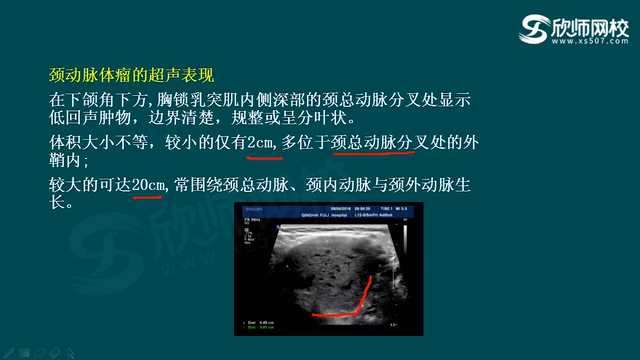 欣师网校
www.xs507.com
颈动脉体瘤的超声表现
在下颌角下方,胸锁乳突肌内侧深部的颈总动脉分叉处显示
低回声肿物，边界清楚，规整或呈分叶状。
体积大小不等，较小的仅有2cm,多位于颈总动脉分叉处的外
鞘内;
较大的可达20cm,常围绕颈总动脉、颈内动脉与颈外动脉生
长。
PHILIPS
QINGHAI FULI Hospital